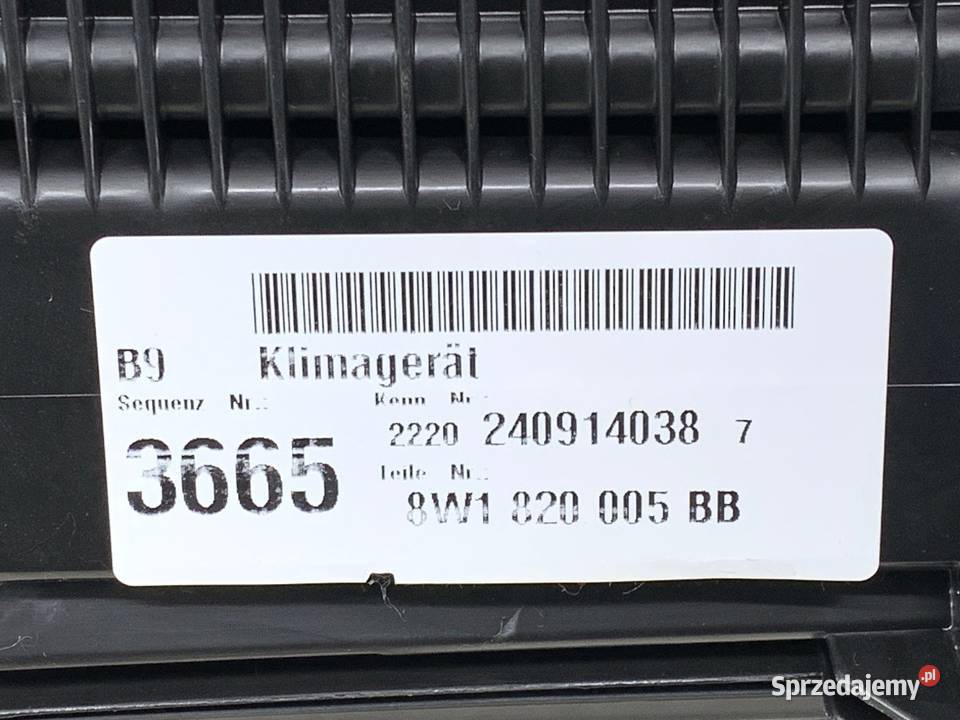 B9 Klimagerät
Sequenz Nr.: Kenn Nr.:
3665 2220 240914038 7
Teile Nr.:
8W1 820 005 BB
Sprzedajemy.pl